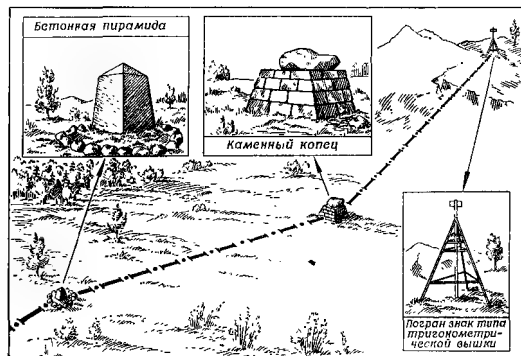 Бетонная пирамида
Каменный копец
Погран знак типа
тригонометри-
ческой вышки